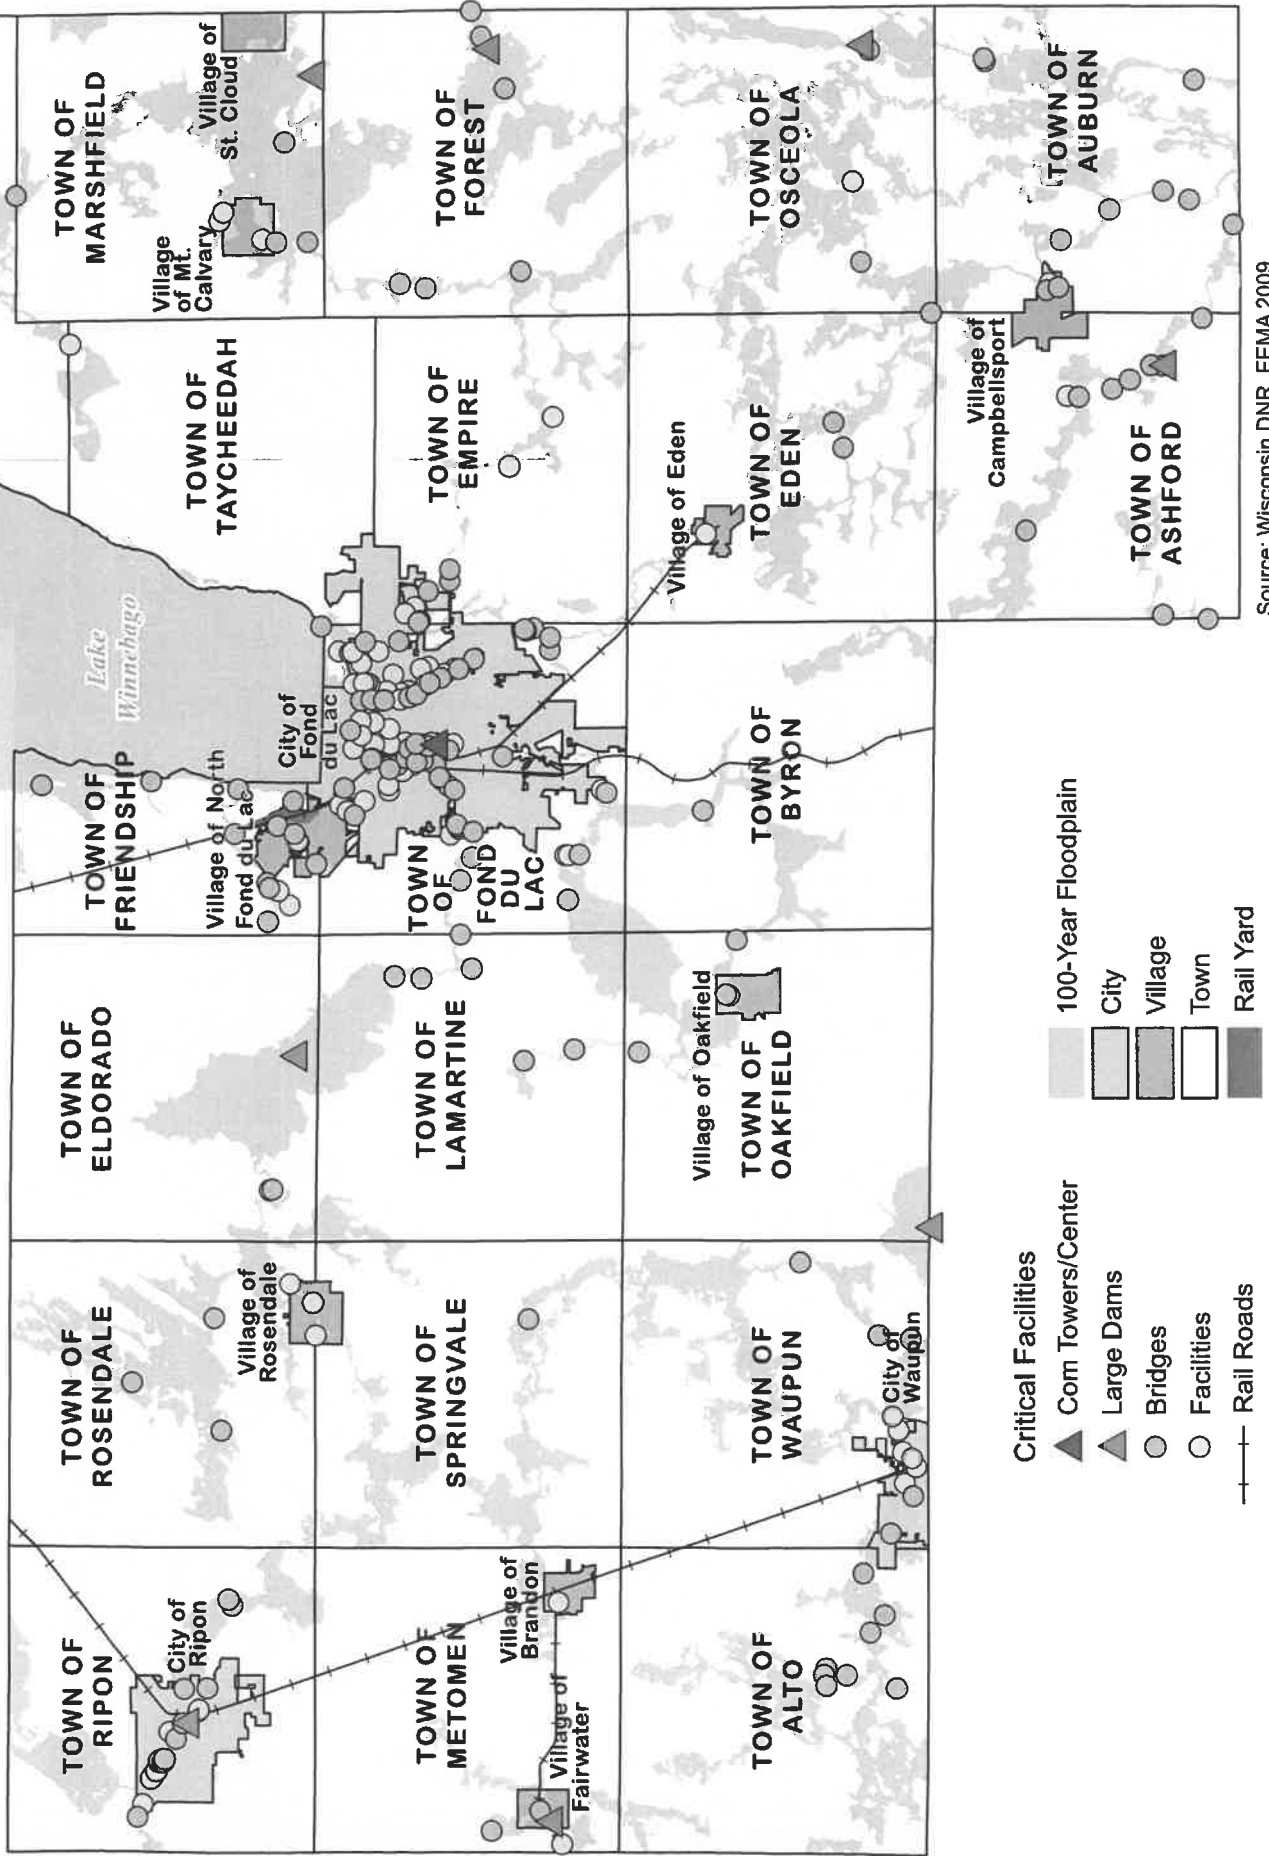 TOWN OF
RIPON
City of
Ripon
TOWN OF
ROSENDALE
Village of
Rosendale
TOWN OF
ELDORADO
TOWN OF
FRIENDSHIP
Village of North
Fond du Lac
Lake
Winnebago
City of
Fond
du Lac
TOWN OF
TAYCHEEDAH
TOWN OF
MARSHFIELD
Village
of Mt.
Calvary
Village of
St. Cloud
TOWN OF
METOMEN
Village of
Brandon
Village of
Fairwater
TOWN OF
SPRINGVALE
TOWN OF
LAMARTINE
TOWN
OF
FOND
DU
LAC
TOWN OF
EMPIRE
TOWN OF
FOREST
TOWN OF
ALTO
TOWN OF
WAUPUN
City of
Waupun
Village of Oakfield
TOWN OF
OAKFIELD
TOWN OF
BYRON
Village of Eden
TOWN OF
EDEN
TOWN OF
OSCEOLA
Village of
Campbellsport
TOWN OF
ASHFORD
TOWN OF
AUBURN
Critical Facilities
Com Towers/Center
Large Dams
Bridges
Facilities
Rail Roads
100-Year Floodplain
City
Village
Town
Rail Yard
Source: Wisconsin DNR, FEMA 2009